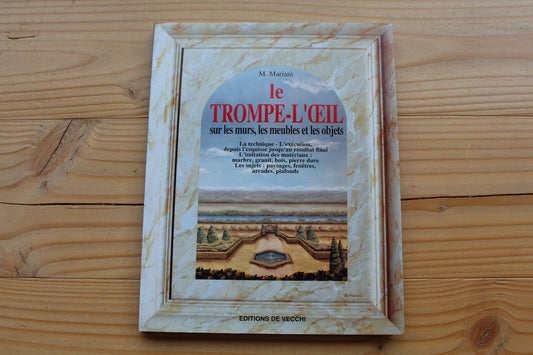 M. Mariani
le
TROMPE-L'ŒIL
sur les murs, les meubles et les objets
La technique - L'exécution,
depuis l'esquisse jusqu'au résultat final
L'imitation des matériaux :
marbre, granit, bois, pierre dure
Les sujets : paysages, fenêtres,
arcades, plafonds
EDITIONS DE VECCHI